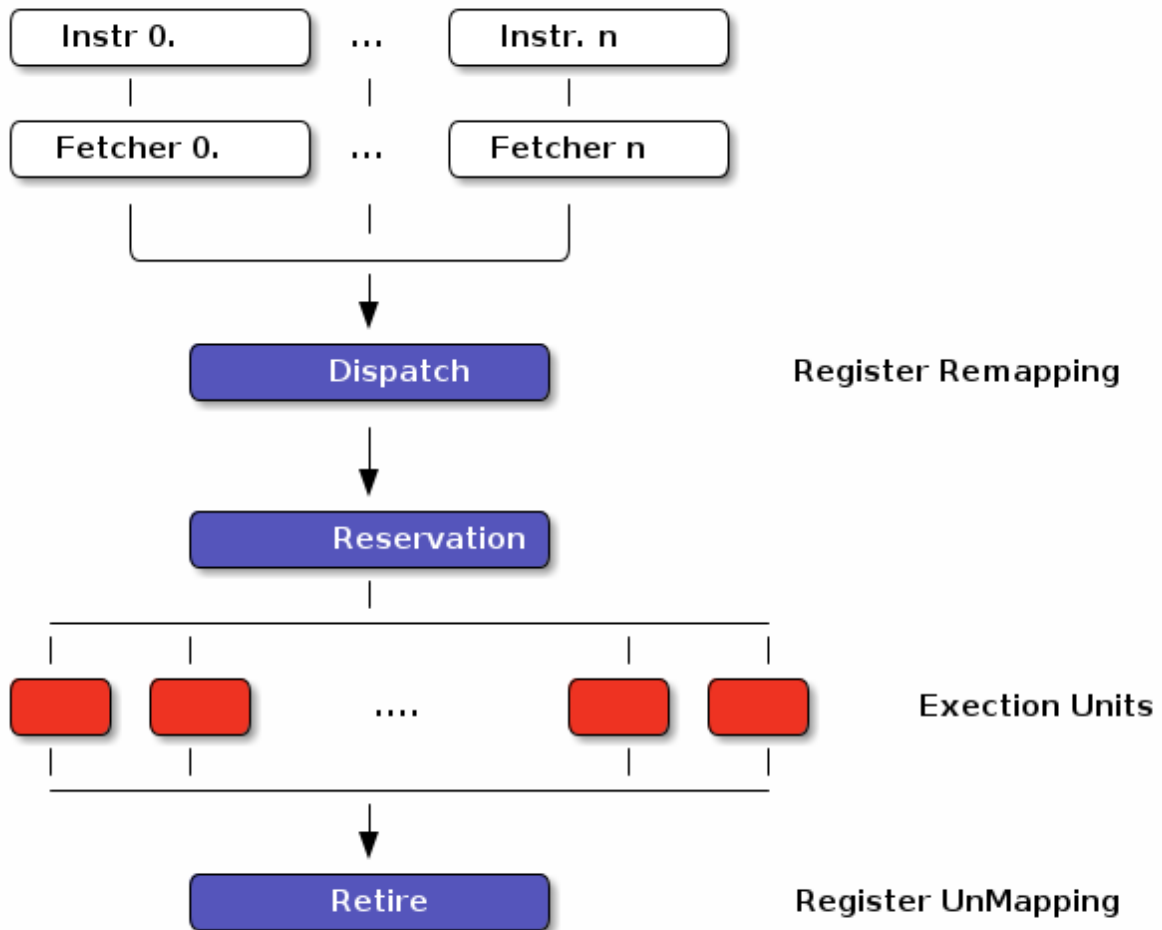 Instr 0. ... Instr. n
Fetcher 0. ... Fetcher n
Dispatch Register Remapping
Reservation
.... Exection Units
Retire Register UnMapping